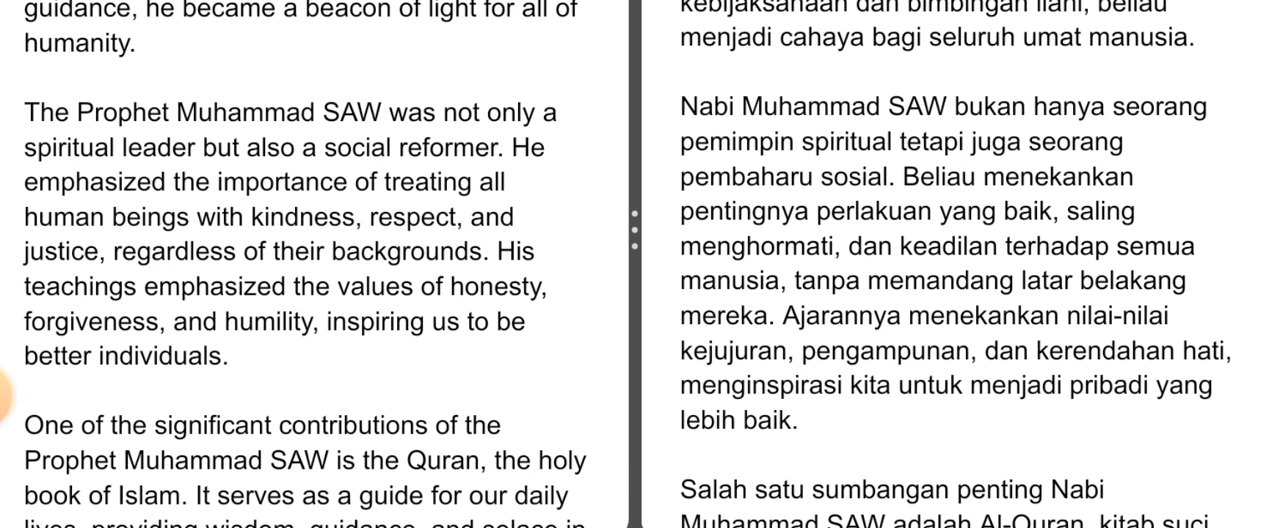 guidance, he became a beacon of light for all of
humanity.
The Prophet Muhammad SAW was not only a
spiritual leader but also a social reformer. He
emphasized the importance of treating all
human beings with kindness, respect, and
justice, regardless of their backgrounds. His
teachings emphasized the values of honesty,
forgiveness, and humility, inspiring us to be
better individuals.
One of the significant contributions of the
Prophet Muhammad SAW is the Quran, the holy
book of Islam. It serves as a guide for our daily
lives, providing wisdom, guidance, and solace in
kebijaksanaan dan bimbingan ilahi, beliau
menjadi cahaya bagi seluruh umat manusia.
Nabi Muhammad SAW bukan hanya seorang
pemimpin spiritual tetapi juga seorang
pembaharu sosial. Beliau menekankan
pentingnya perlakuan yang baik, saling
menghormati, dan keadilan terhadap semua
manusia, tanpa memandang latar belakang
mereka. Ajarannya menekankan nilai-nilai
kejujuran, pengampunan, dan kerendahan hati,
menginspirasi kita untuk menjadi pribadi yang
lebih baik.
Salah satu sumbangan penting Nabi
Muhammad SAW adalah Al-Quran, kitab suci